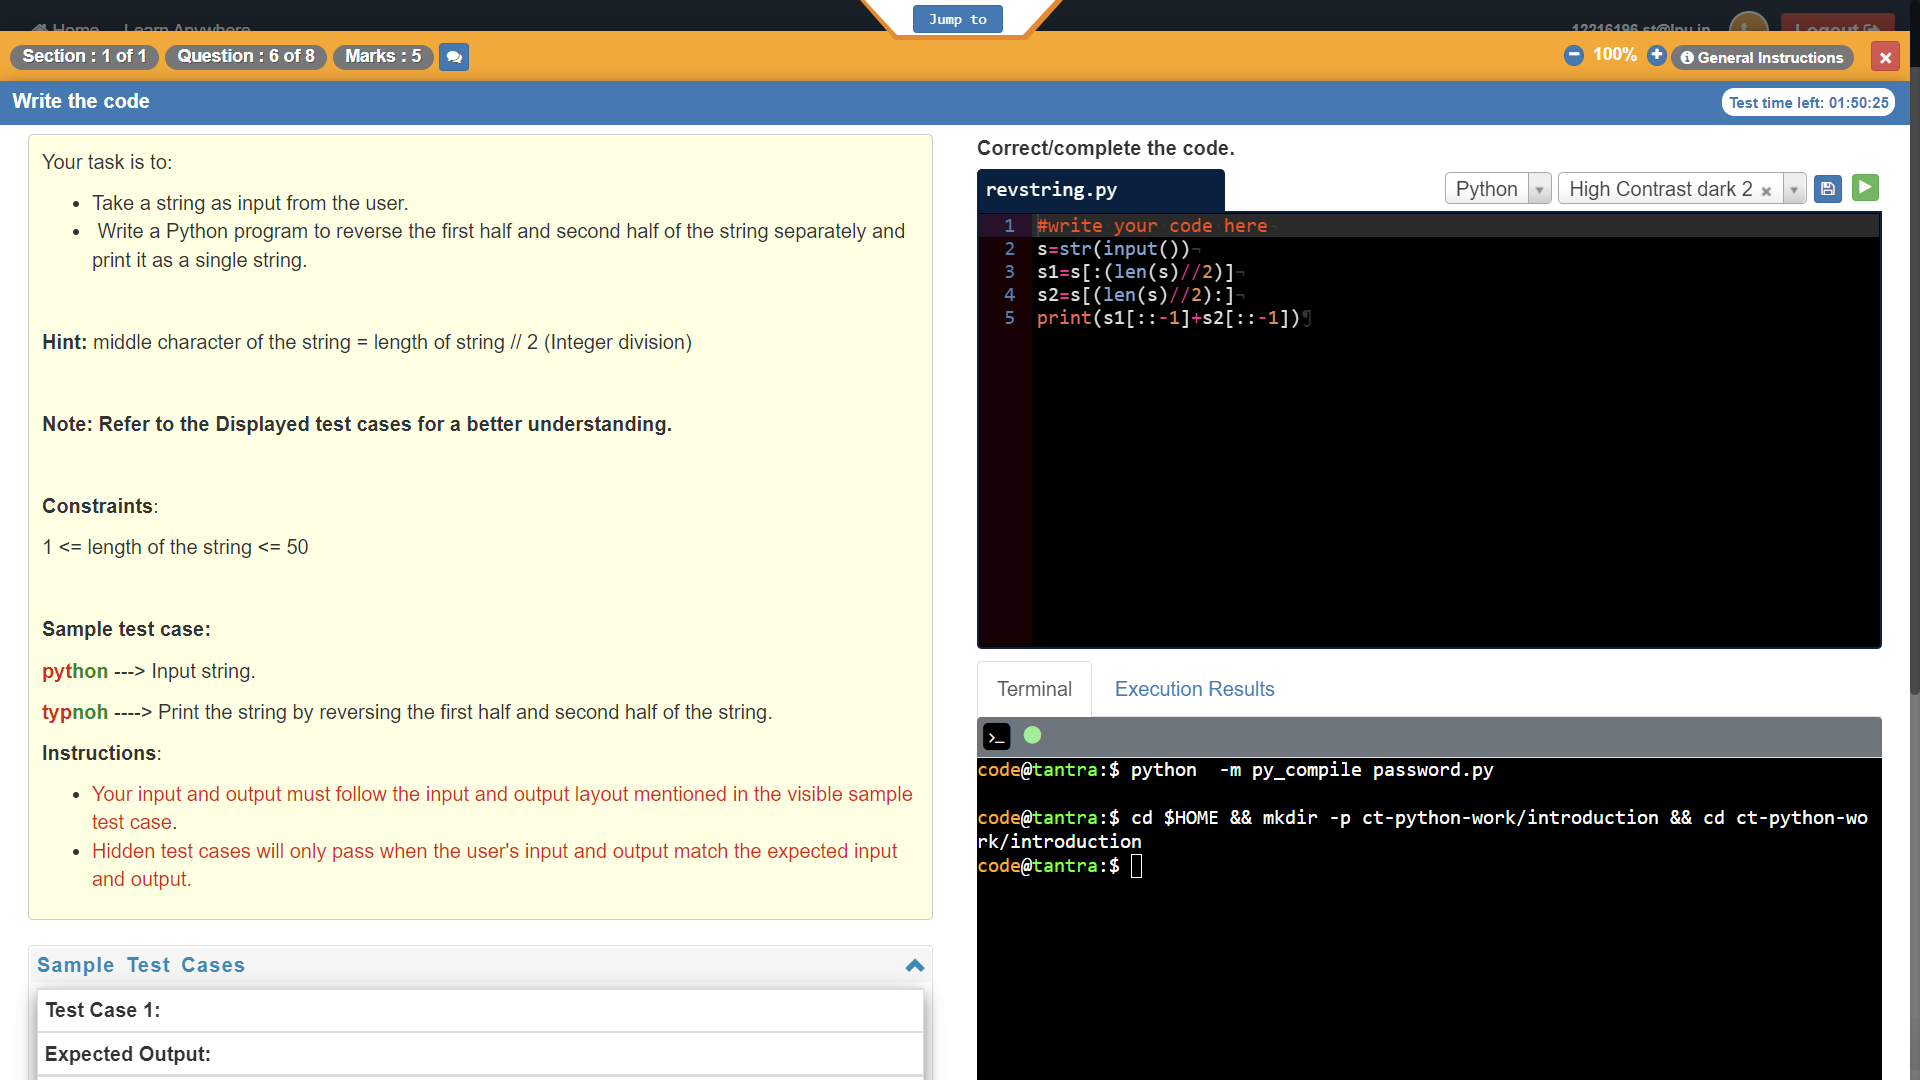 Home Learn Anywhere
Jump to
12216196.st@lpu.in
Logout
Section : 1 of 1
Question : 6 of 8
Marks : 5
100%
General Instructions
Write the code
Test time left: 01:50:25
Your task is to:
Take a string as input from the user.
Write a Python program to reverse the first half and second half of the string separately and
print it as a single string.
Hint: middle character of the string = length of string // 2 (Integer division)
Note: Refer to the Displayed test cases for a better understanding.
Constraints:
1 <= length of the string <= 50
Sample test case:
python ---> Input string.
typnoh ----> Print the string by reversing the first half and second half of the string.
Instructions:
Your input and output must follow the input and output layout mentioned in the visible sample
test case.
Hidden test cases will only pass when the user's input and output match the expected input
and output.
Sample Test Cases
Test Case 1:
Expected Output:
Correct/complete the code.
revstring.py
Python
High Contrast dark 2 ×
1 #write your code here
2 s=str(input())
3 s1=s[:(len(s)//2)]
4 s2=s[(len(s)//2):]
5 print(s1[::-1]+s2[::-1])
Terminal
Execution Results
code@tantra:$ python  -m py_compile password.py
code@tantra:$ cd $HOME && mkdir -p ct-python-work/introduction && cd ct-python-wo
rk/introduction
code@tantra:$